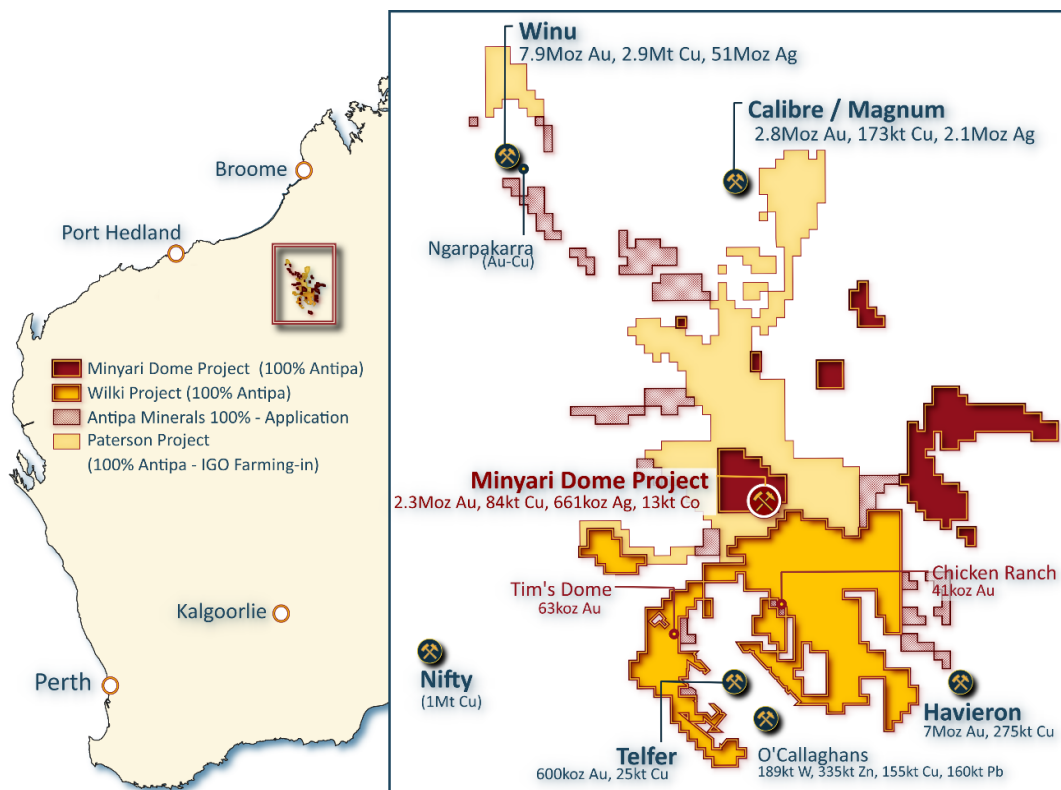 Broome
Port Hedland
Minyari Dome Project (100% Antipa)
Wilki Project (100% Antipa)
Antipa Minerals 100% - Application
Paterson Project
(100% Antipa - IGO Farming-in)
Kalgoorlie
Perth
Winu
7.9Moz Au, 2.9Mt Cu, 51Moz Ag
Calibre / Magnum
2.8Moz Au, 173kt Cu, 2.1Moz Ag
Ngarpakarra
(Au-Cu)
Minyari Dome Project
2.3Moz Au, 84kt Cu, 661koz Ag, 13kt Co
Tim's Dome
63koz Au
Chicken Ranch
41koz Au
Nifty
(1Mt Cu)
Telfer
600koz Au, 25kt Cu
O'Callaghans
189kt W, 335kt Zn, 155kt Cu, 160kt Pb
Havieron
7Moz Au, 275kt Cu